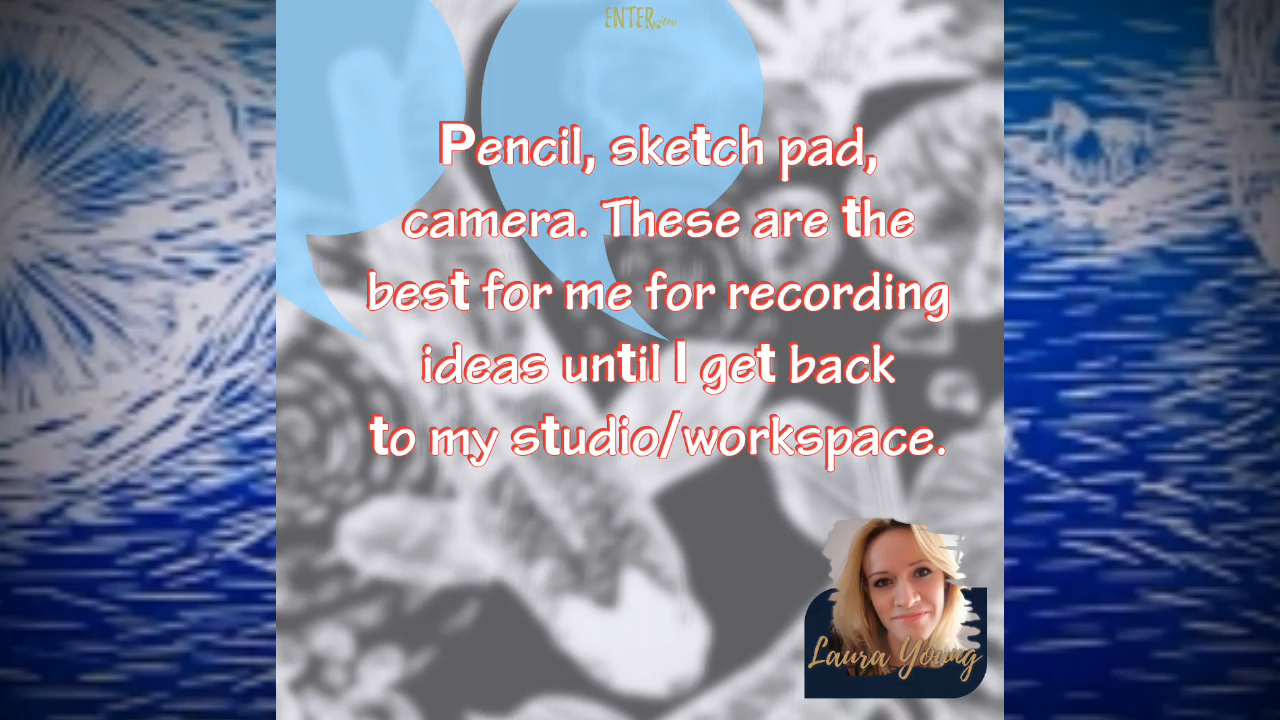 ENTERview
Pencil, sketch pad,
camera. These are the
best for me for recording
ideas until I get back
to my studio/workspace.
Laura Young